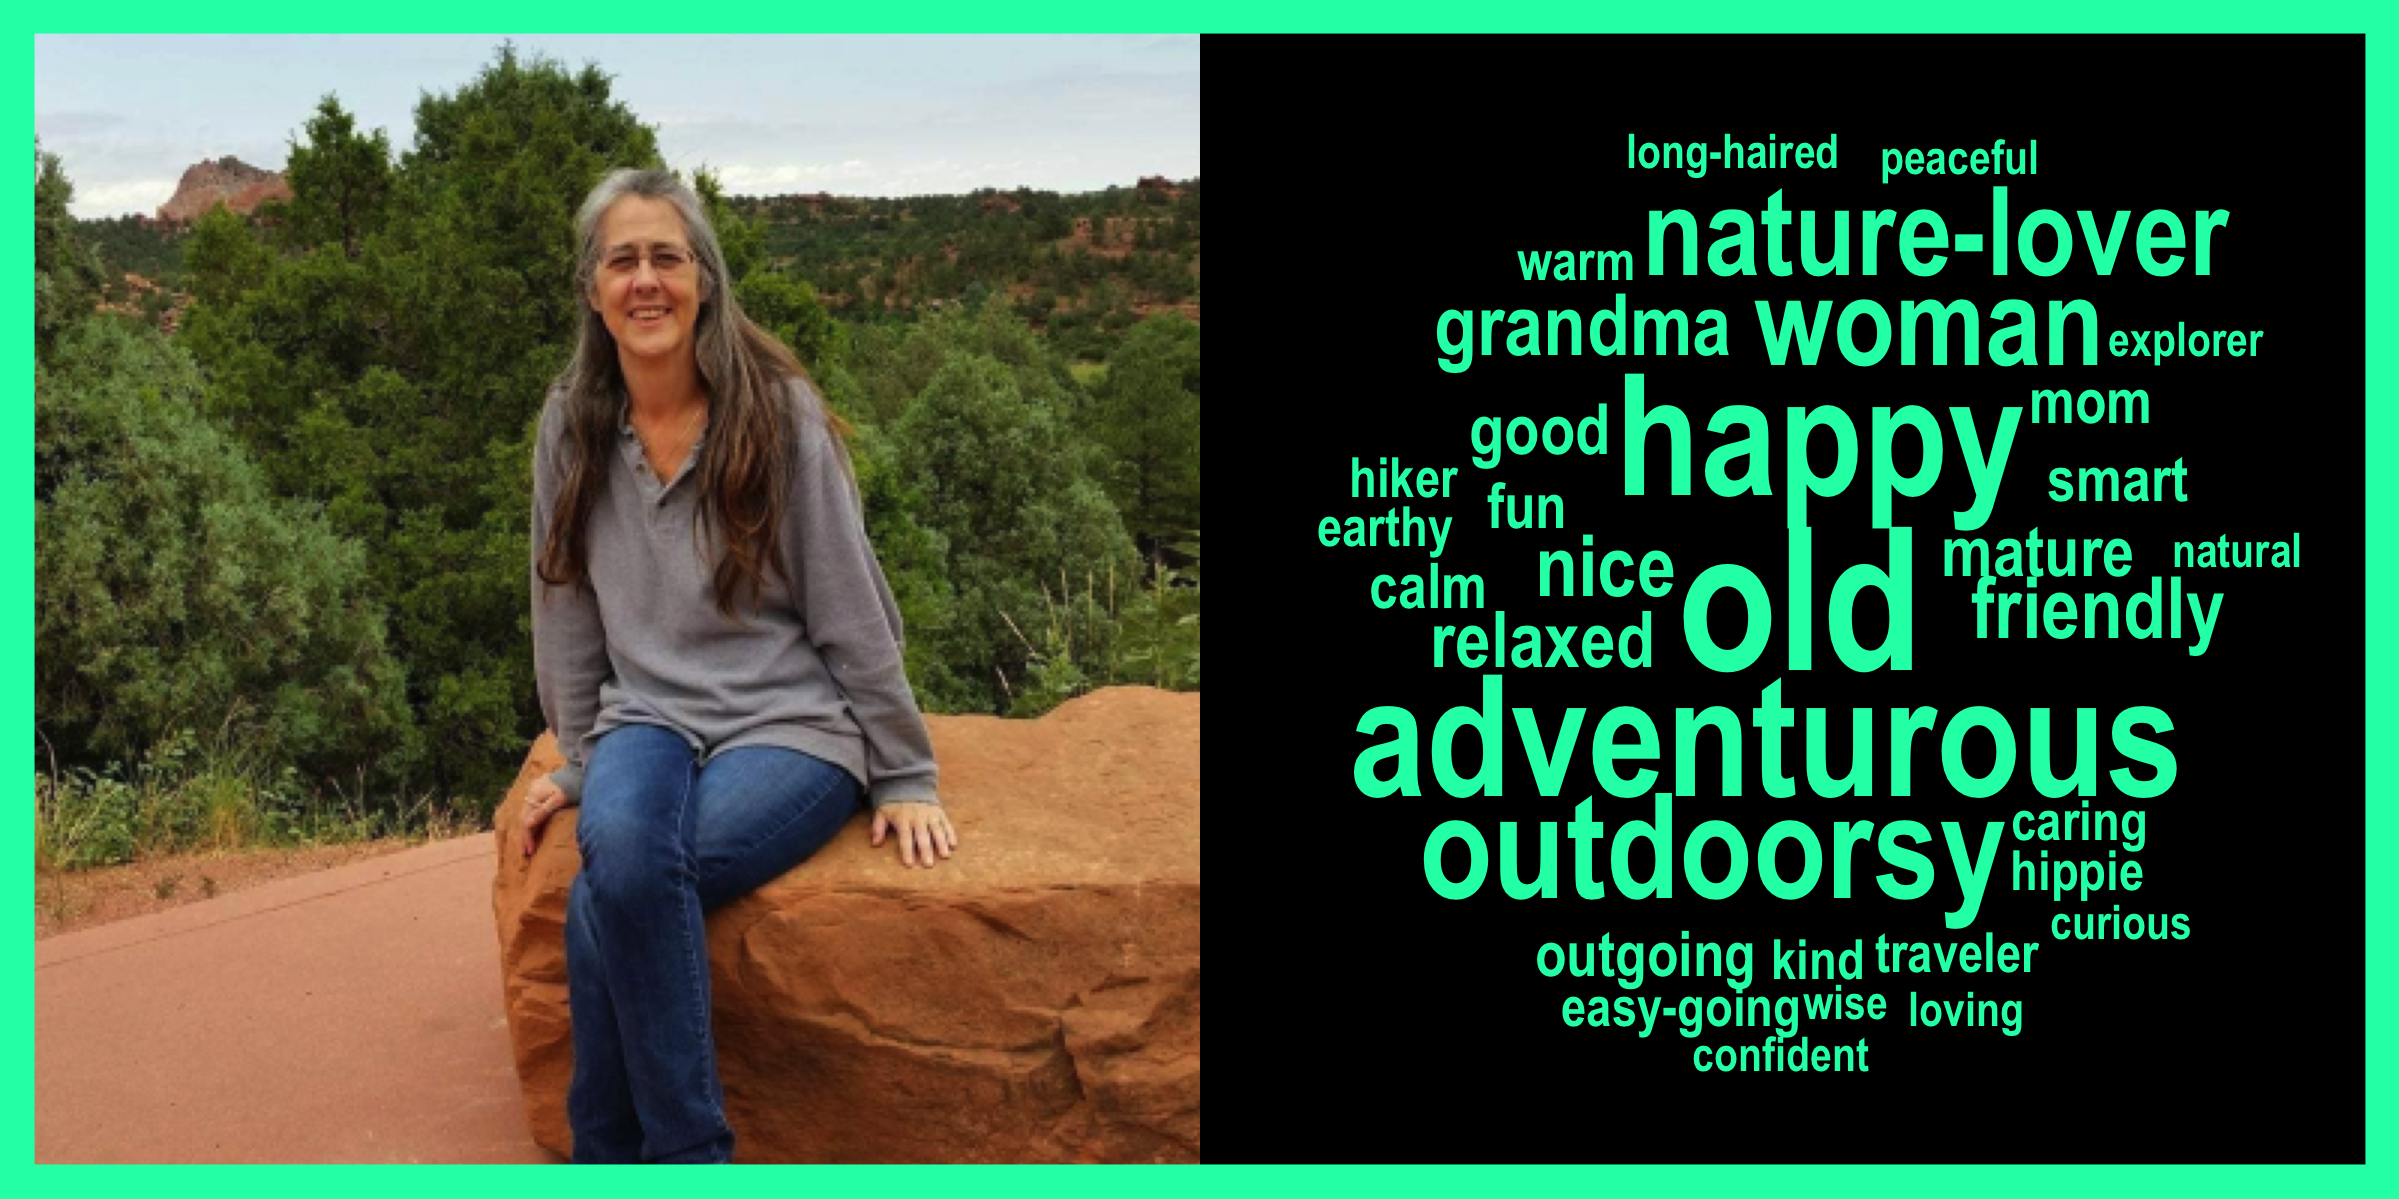 long-haired peaceful
warm nature-lover
grandma woman explorer
good happy mom
hiker fun smart
earthy nice old mature natural
calm friendly
relaxed
adventurous
outdoorsy caring
hippie
curious
outgoing kind traveler
easy-going wise loving
confident